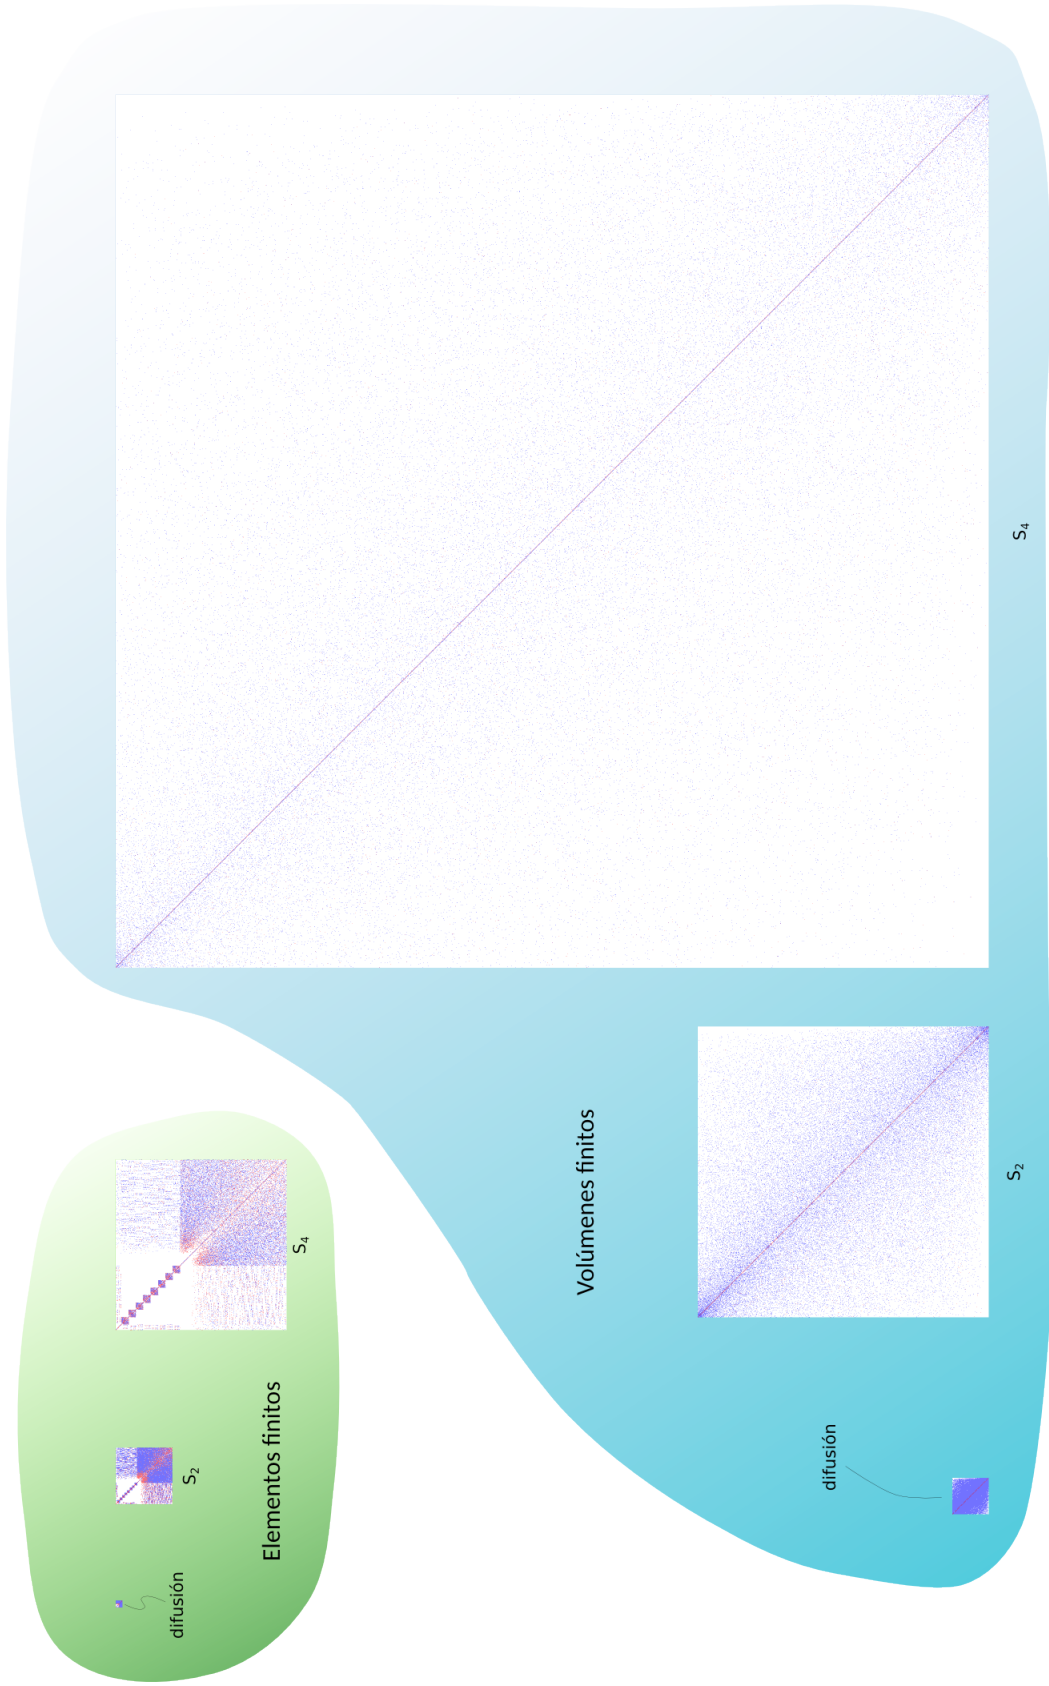 difusión
S₂
S₄
Elementos finitos
difusión
S₂
S₄
Volúmenes finitos